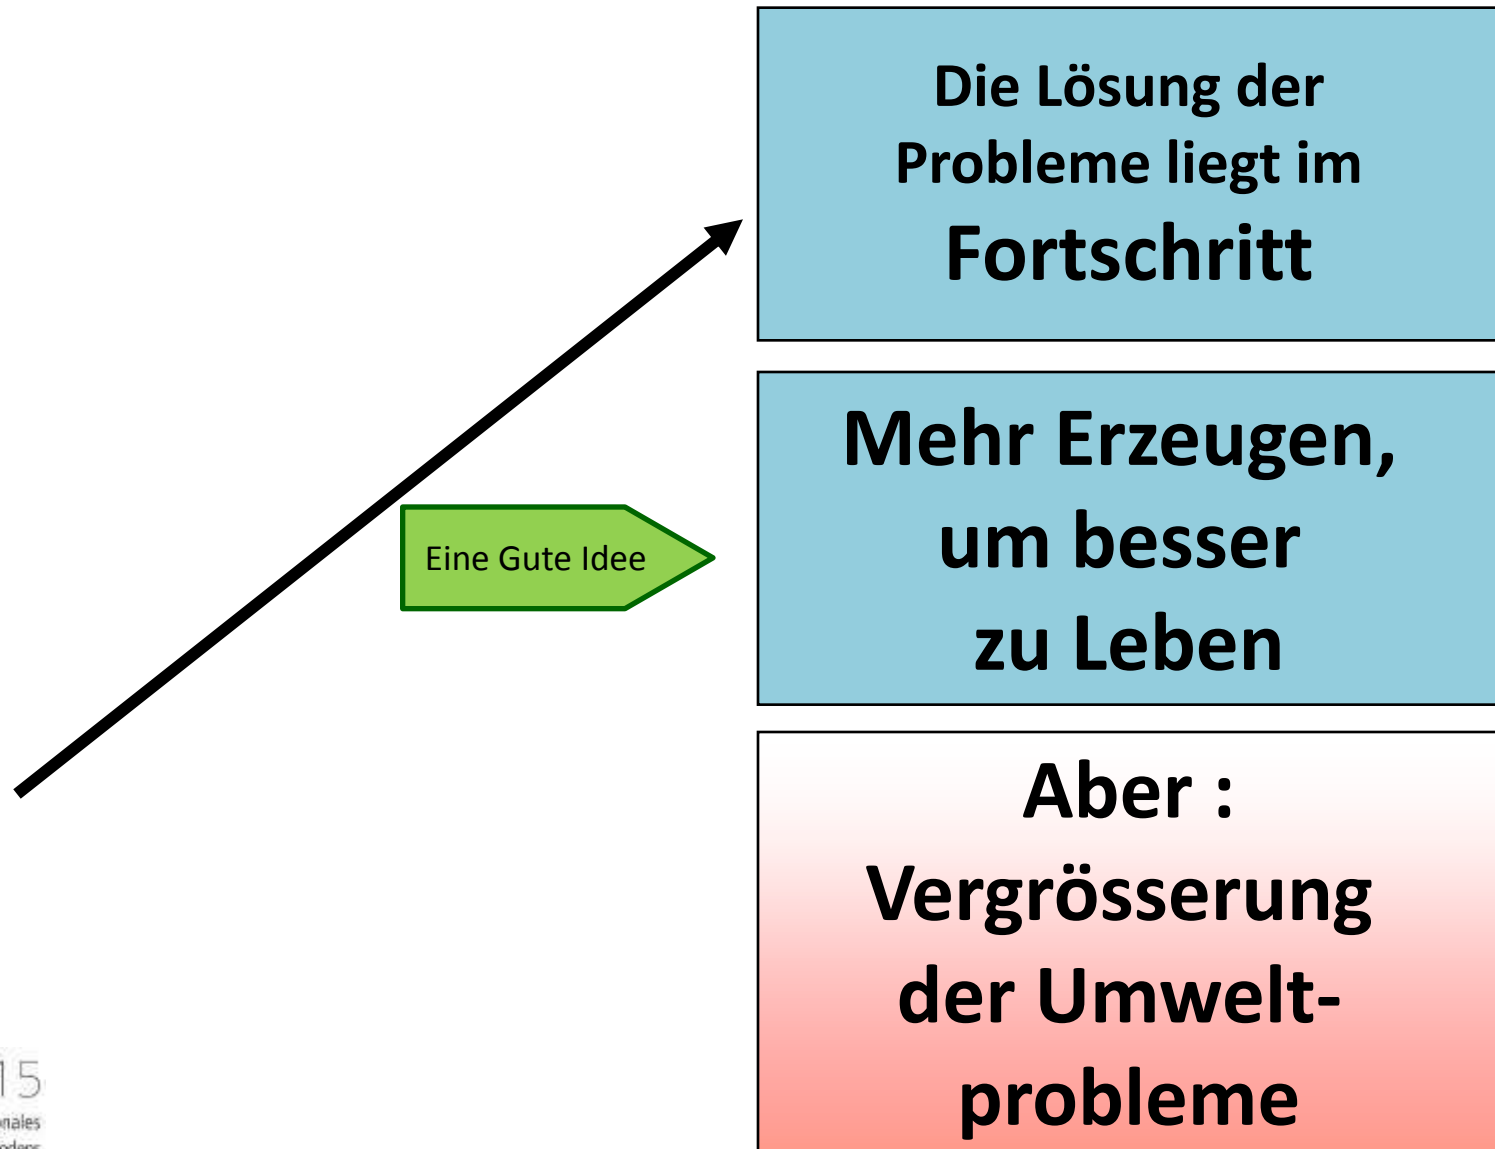 Die Lösung der
Probleme liegt im
Fortschritt
Mehr Erzeugen,
um besser
zu Leben
Eine Gute Idee
Aber :
Vergrösserung
der Umwelt-
probleme
15